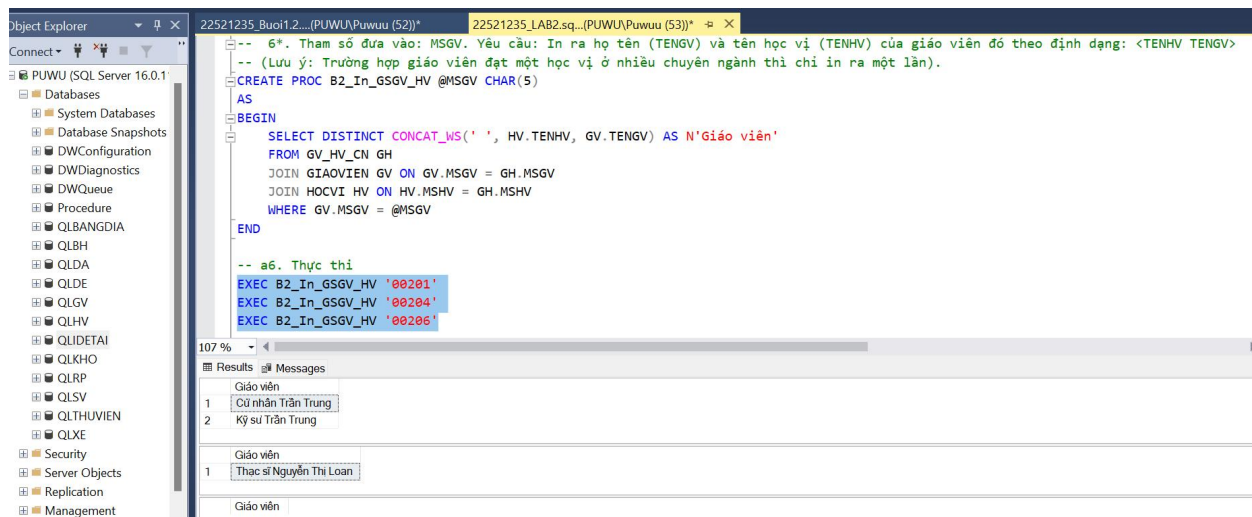 Object Explorer
Connect
PUWU (SQL Server 16.0.1
Databases
System Databases
Database Snapshots
DWConfiguration
DWDiagnostics
DWQueue
Procedure
QLBANGDIA
QLBH
QLDA
QLDE
QLGV
QLHV
QLIDETAI
QLKHO
QLRP
QLSV
QLTHUVIEN
QLXE
Security
Server Objects
Replication
Management
22521235_Buoi1.2....(PUWU\Puwuu (52))*
22521235_LAB2.sq...(PUWU\Puwuu (53))*
-- 6*. Tham số đưa vào: MSGV. Yêu cầu: In ra họ tên (TENGV) và tên học vị (TENHV) của giáo viên đó theo định dạng: <TENHV TENGV>
-- (Lưu ý: Trường hợp giáo viên đạt một học vị ở nhiều chuyên ngành thì chỉ in ra một lần).
CREATE PROC B2_In_GSGV_HV @MSGV CHAR(5)
AS
BEGIN
SELECT DISTINCT CONCAT_WS(' ', HV.TENHV, GV.TENGV) AS N'Giáo viên'
FROM GV_HV_CN GH
JOIN GIAOVIEN GV ON GV.MSGV = GH.MSGV
JOIN HOCVI HV ON HV.MSHV = GH.MSHV
WHERE GV.MSGV = @MSGV
END
-- a6. Thực thi
EXEC B2_In_GSGV_HV '00201'
EXEC B2_In_GSGV_HV '00204'
EXEC B2_In_GSGV_HV '00206'
107 %
Results Messages
Giáo viên
1 Cử nhân Trần Trung
2 Kỹ sư Trần Trung
Giáo viên
1 Thạc sĩ Nguyễn Thị Loan
Giáo viên